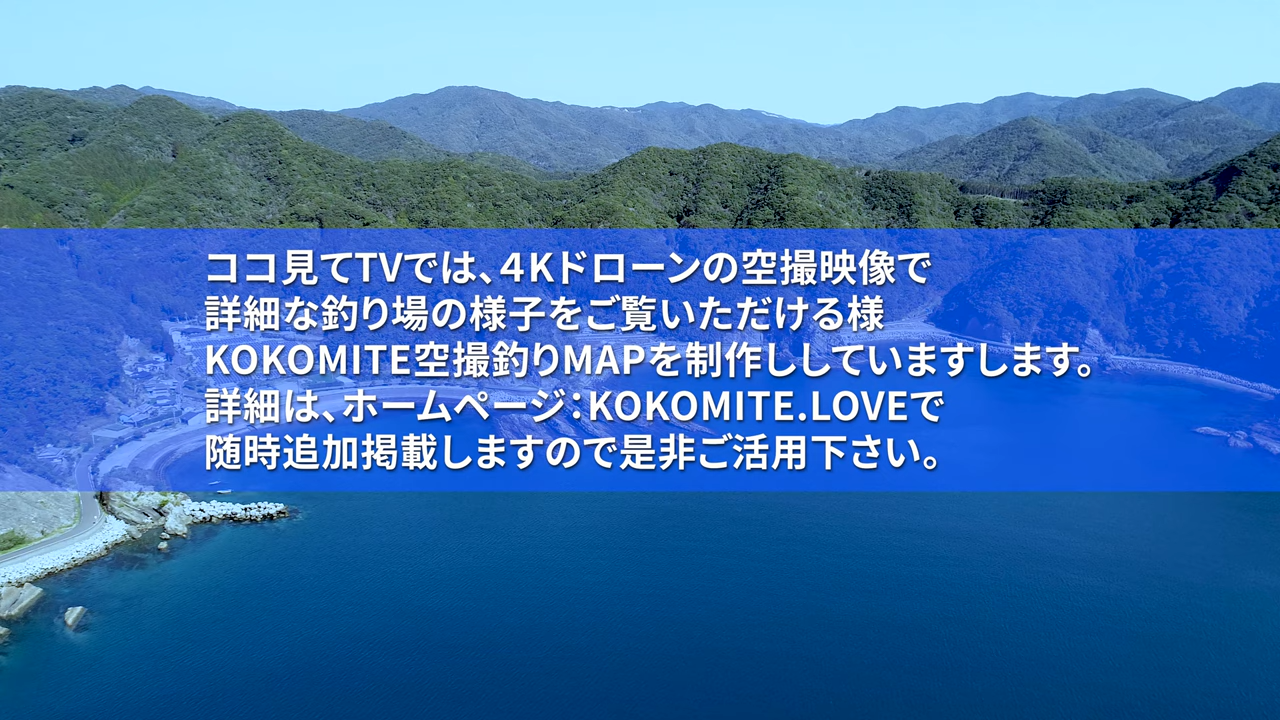 ココ見てTVでは、4Kドローンの空撮映像で
詳細な釣り場の様子をご覧いただける様
KOKOMITE空撮釣りMAPを制作ししていますします。
詳細は、ホームページ：KOKOMITE.LOVEで
随時追加掲載しますので是非ご活用下さい。